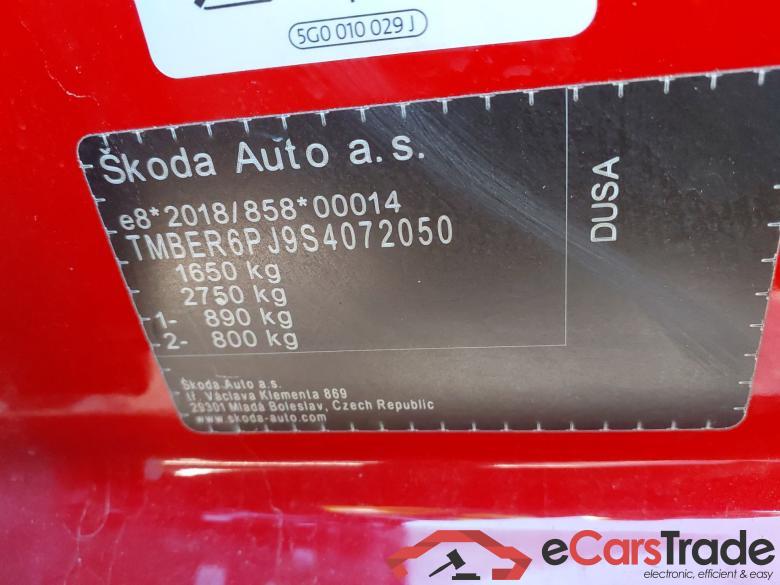 5G0 010 029 J
Škoda Auto a.s.
e8*2018/858*00014
TMBER6PJ9S4072050
1650 kg
2750 kg
1- 890 kg
2- 800 kg
DUSA
Škoda Auto a.s.
tř. Václava Klementa 869
29301 Mladá Boleslav, Czech Republic
www.skoda-auto.com
eCarsTrade
electronic, efficient & easy